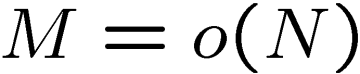 M = o(N)